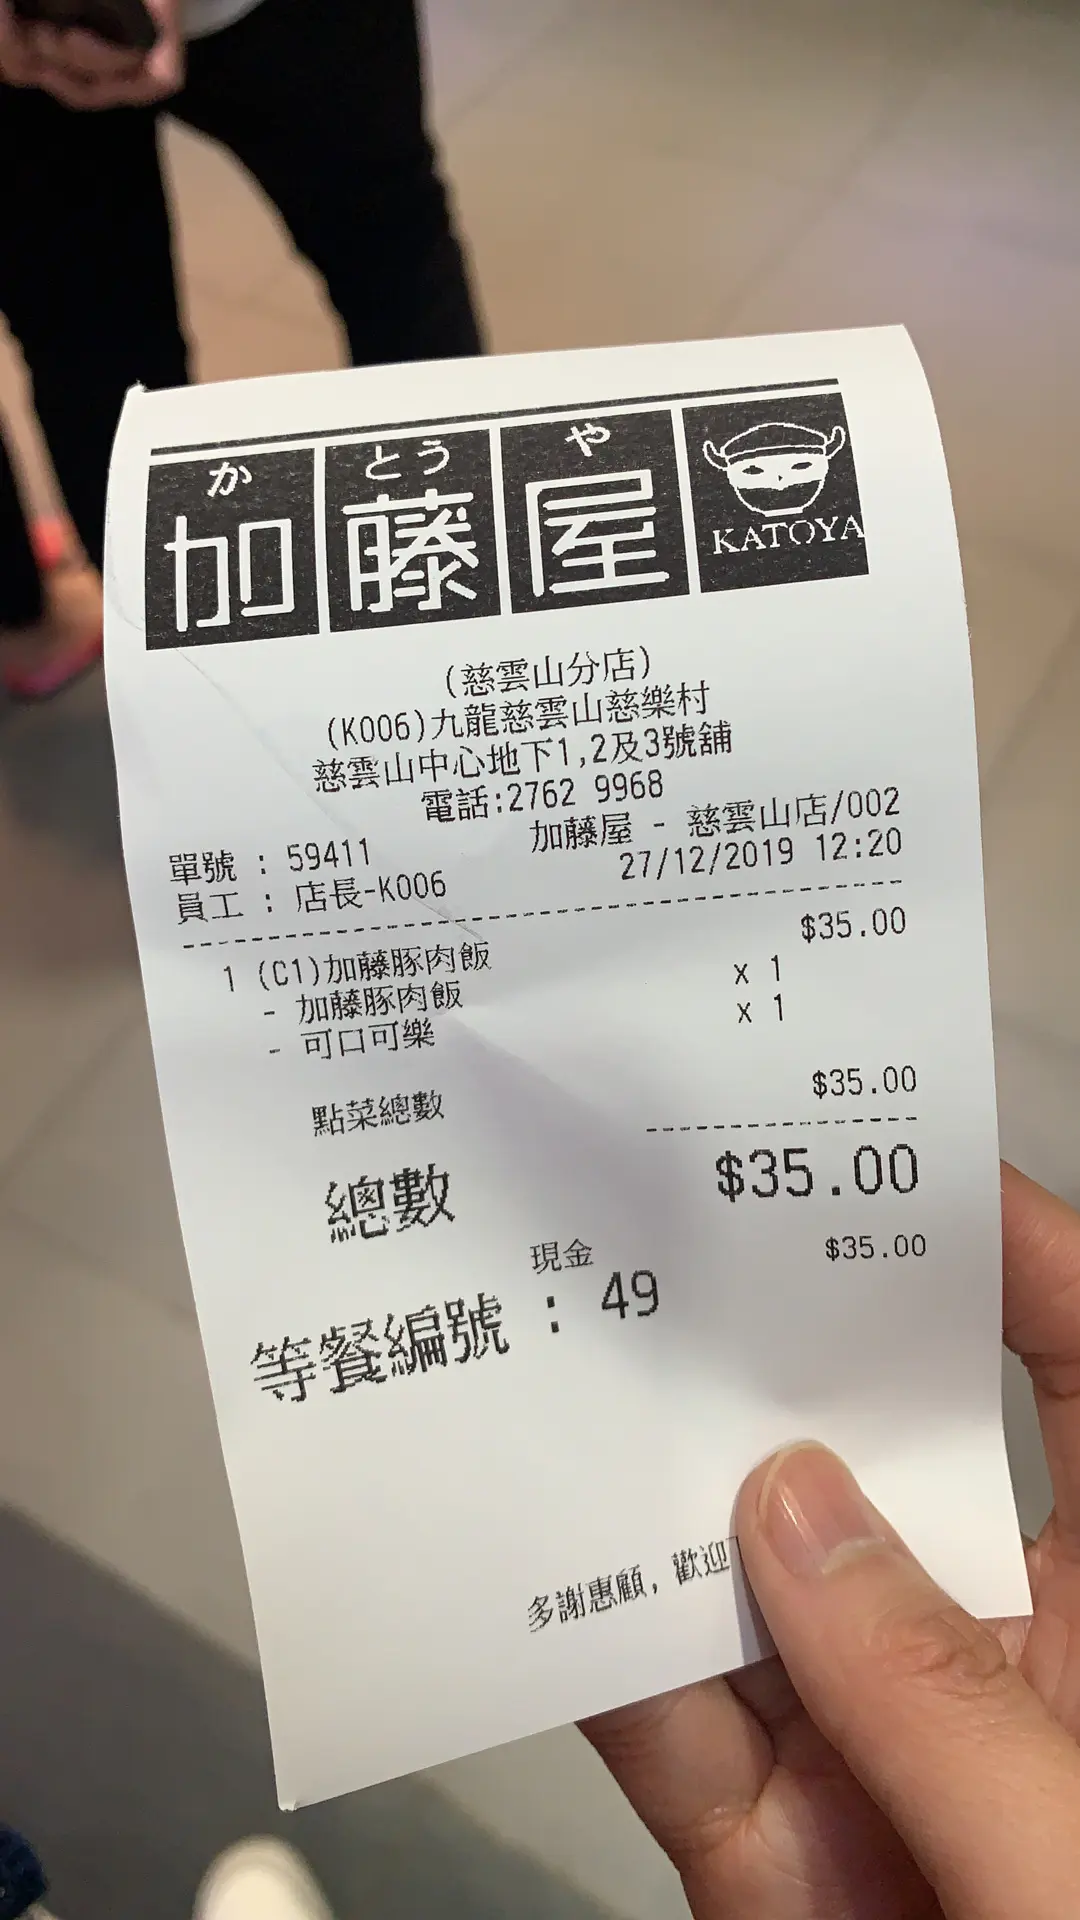 か とう や
加藤屋
KATOYA
(慈雲山分店)
(K006)九龍慈雲山慈樂村
慈雲山中心地下1,2及3號舖
電話:2762 9968
加藤屋 - 慈雲山店/002
單號 : 59411
27/12/2019 12:20
員工 : 店長-K006
1 (C1)加藤豚肉飯 $35.00
- 加藤豚肉飯 x 1
- 可口可樂 x 1
點菜總數 $35.00
總數 $35.00
現金 $35.00
等餐編號 : 49
多謝惠顧, 歡迎